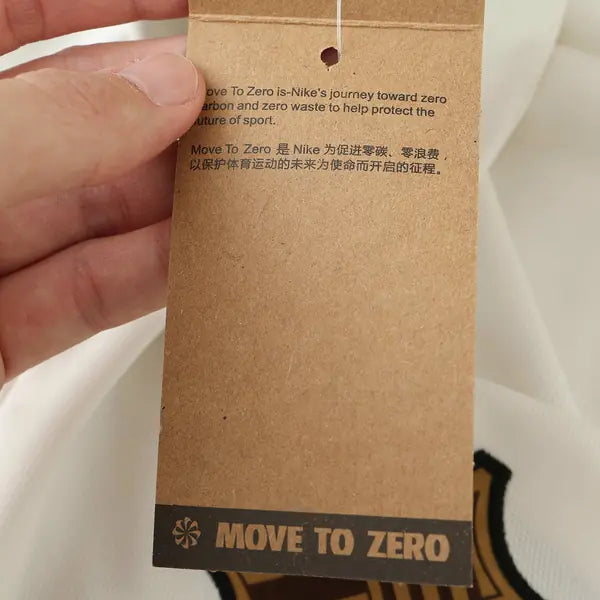 ove To Zero is-Nike's journey toward zero
arbon and zero waste to help protect the
uture of sport.
Move To Zero 是 Nike 为促进零碳、零浪费，
以保护体育运动的未来为使命而开启的征程。
MOVE TO ZERO